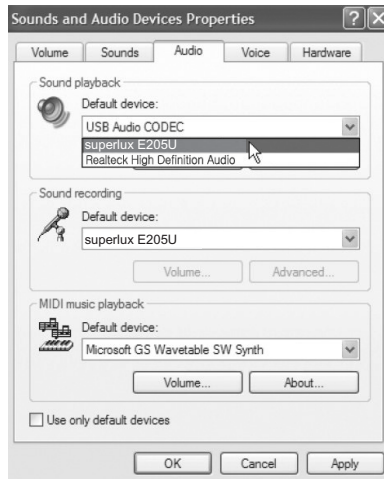 Sounds and Audio Devices Properties
Volume Sounds Audio Voice Hardware
Sound playback
Default device:
USB Audio CODEC
superlux E205U
Realteck High Definition Audio
Sound recording
Default device:
superlux E205U
Volume... Advanced...
MIDI music playback
Default device:
Microsoft GS Wavetable SW Synth
Volume... About...
Use only default devices
OK Cancel Apply